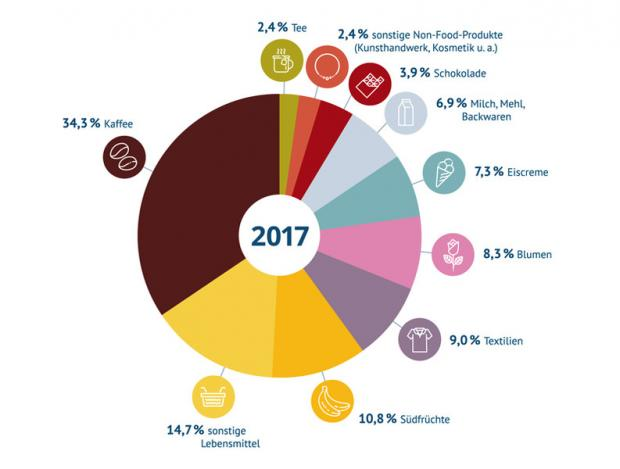 2,4 % Tee
2,4 % sonstige Non-Food-Produkte
(Kunsthandwerk, Kosmetik u. a.)
3,9 % Schokolade
6,9 % Milch, Mehl,
Backwaren
34,3 % Kaffee
7,3 % Eiscreme
2017
8,3 % Blumen
9,0 % Textilien
10,8 % Südfrüchte
14,7 % sonstige
Lebensmittel